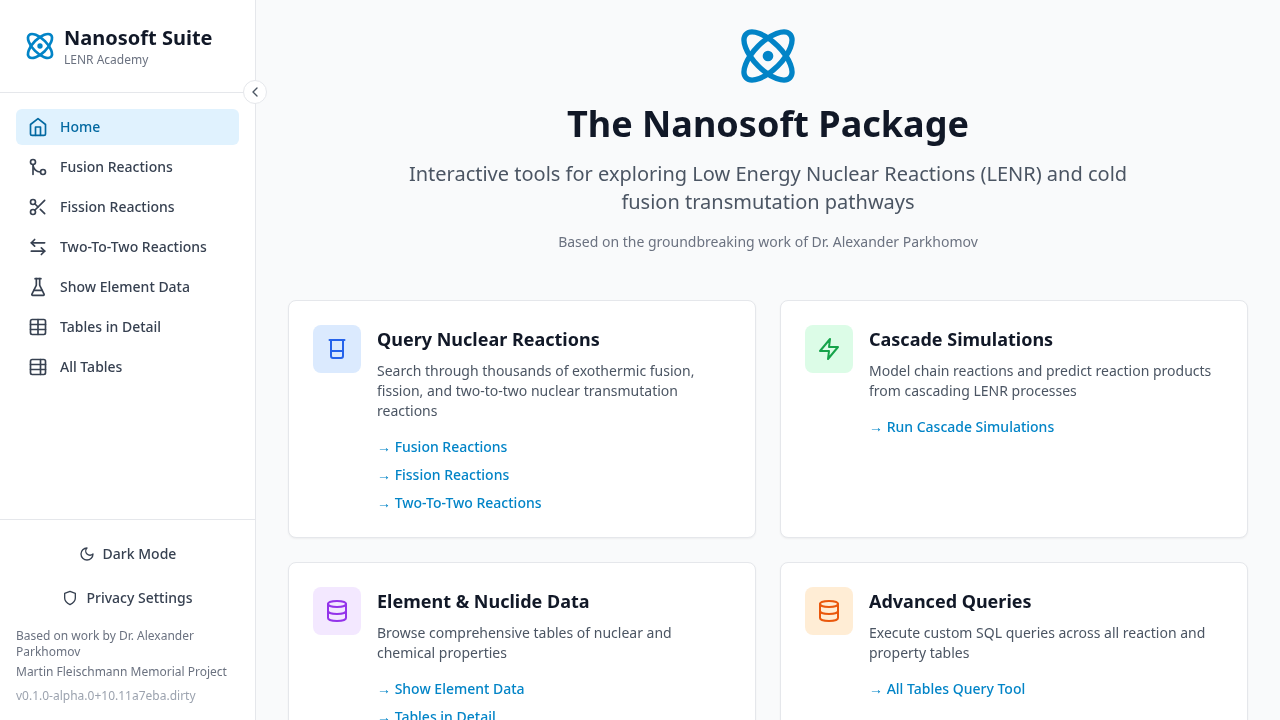 Nanosoft Suite
LENR Academy
Home
Fusion Reactions
Fission Reactions
Two-To-Two Reactions
Show Element Data
Tables in Detail
All Tables
Dark Mode
Privacy Settings
Based on work by Dr. Alexander
Parkhomov
Martin Fleischmann Memorial Project
v0.1.0-alpha.0+10.11a7eba.dirty
The Nanosoft Package
Interactive tools for exploring Low Energy Nuclear Reactions (LENR) and cold
fusion transmutation pathways
Based on the groundbreaking work of Dr. Alexander Parkhomov
Query Nuclear Reactions
Search through thousands of exothermic fusion,
fission, and two-to-two nuclear transmutation
reactions
→ Fusion Reactions
→ Fission Reactions
→ Two-To-Two Reactions
Cascade Simulations
Model chain reactions and predict reaction products
from cascading LENR processes
→ Run Cascade Simulations
Element & Nuclide Data
Browse comprehensive tables of nuclear and
chemical properties
→ Show Element Data
→ Tables in Detail
Advanced Queries
Execute custom SQL queries across all reaction and
property tables
→ All Tables Query Tool